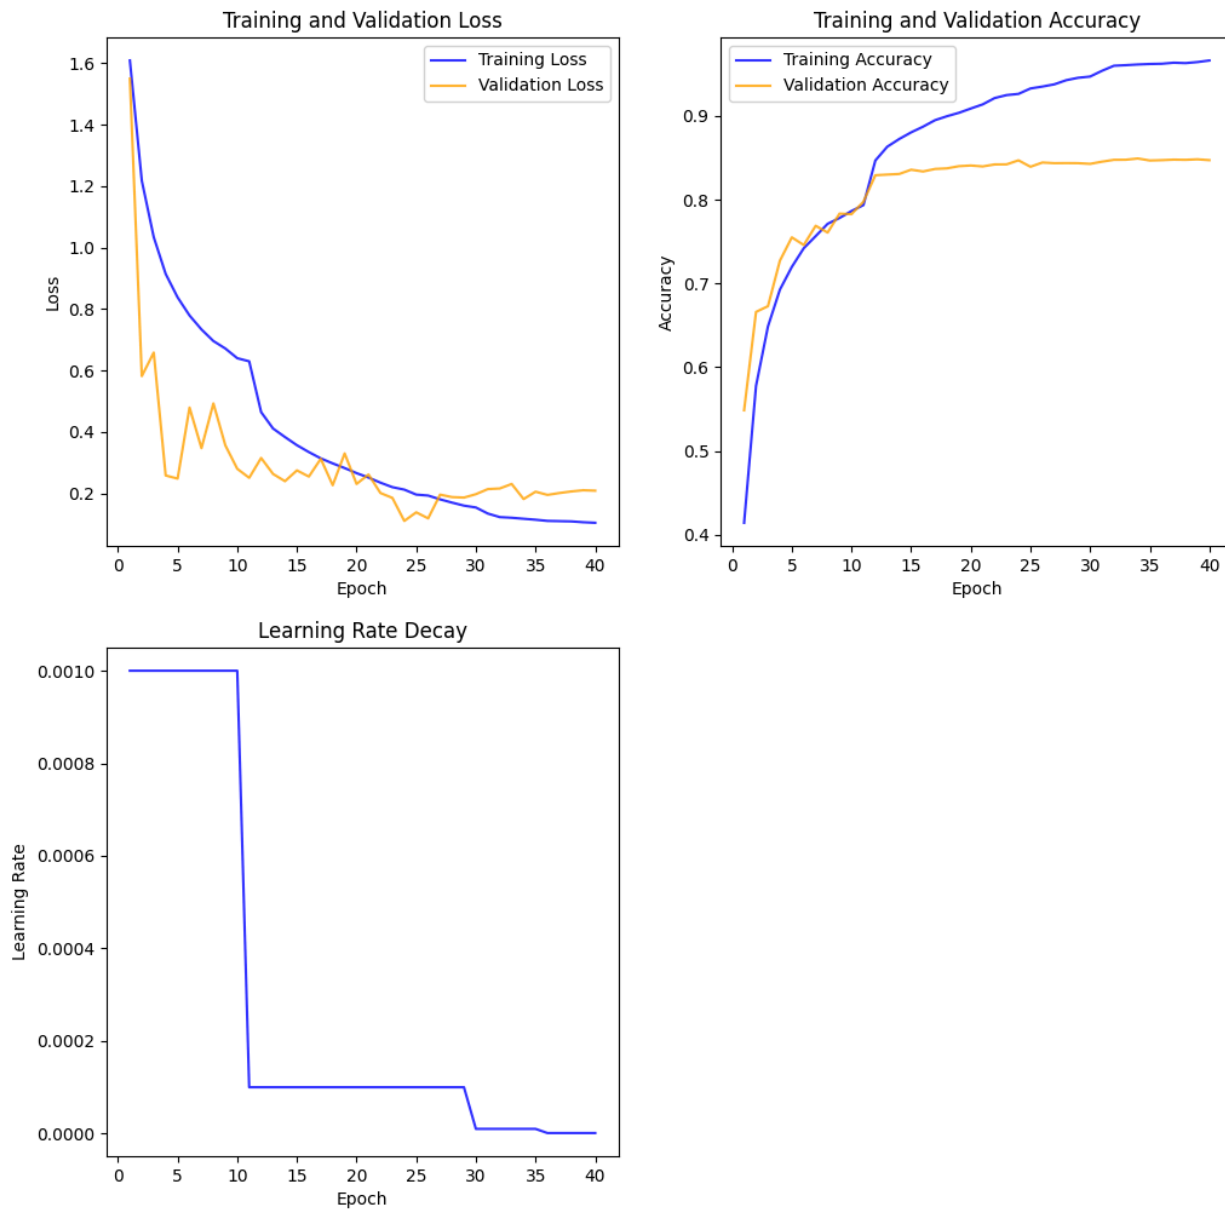 Training and Validation Loss
Training Loss
Validation Loss
1.6
1.4
1.2
1.0
0.8
0.6
0.4
0.2
Loss
0 5 10 15 20 25 30 35 40
Epoch
Training and Validation Accuracy
Training Accuracy
Validation Accuracy
0.9
0.8
0.7
0.6
0.5
0.4
Accuracy
0 5 10 15 20 25 30 35 40
Epoch
Learning Rate Decay
0.0010
0.0008
0.0006
0.0004
0.0002
0.0000
Learning Rate
0 5 10 15 20 25 30 35 40
Epoch